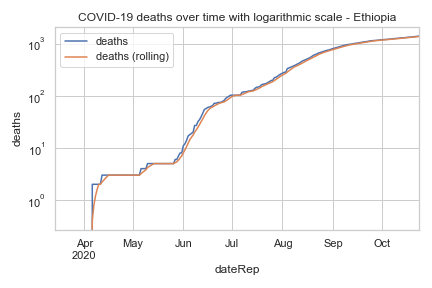 COVID-19 deaths over time with logarithmic scale - Ethiopia
deaths
deaths (rolling)
10³
10²
10¹
10⁰
deaths
Apr May Jun Jul Aug Sep Oct
2020
dateRep